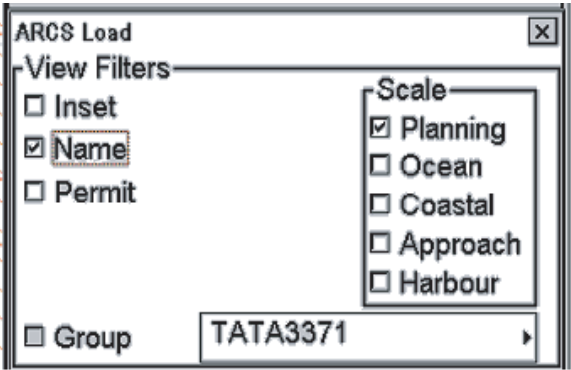 ARCS Load
View Filters
Inset
Name
Permit
Scale
Planning
Ocean
Coastal
Approach
Harbour
Group
TATA3371